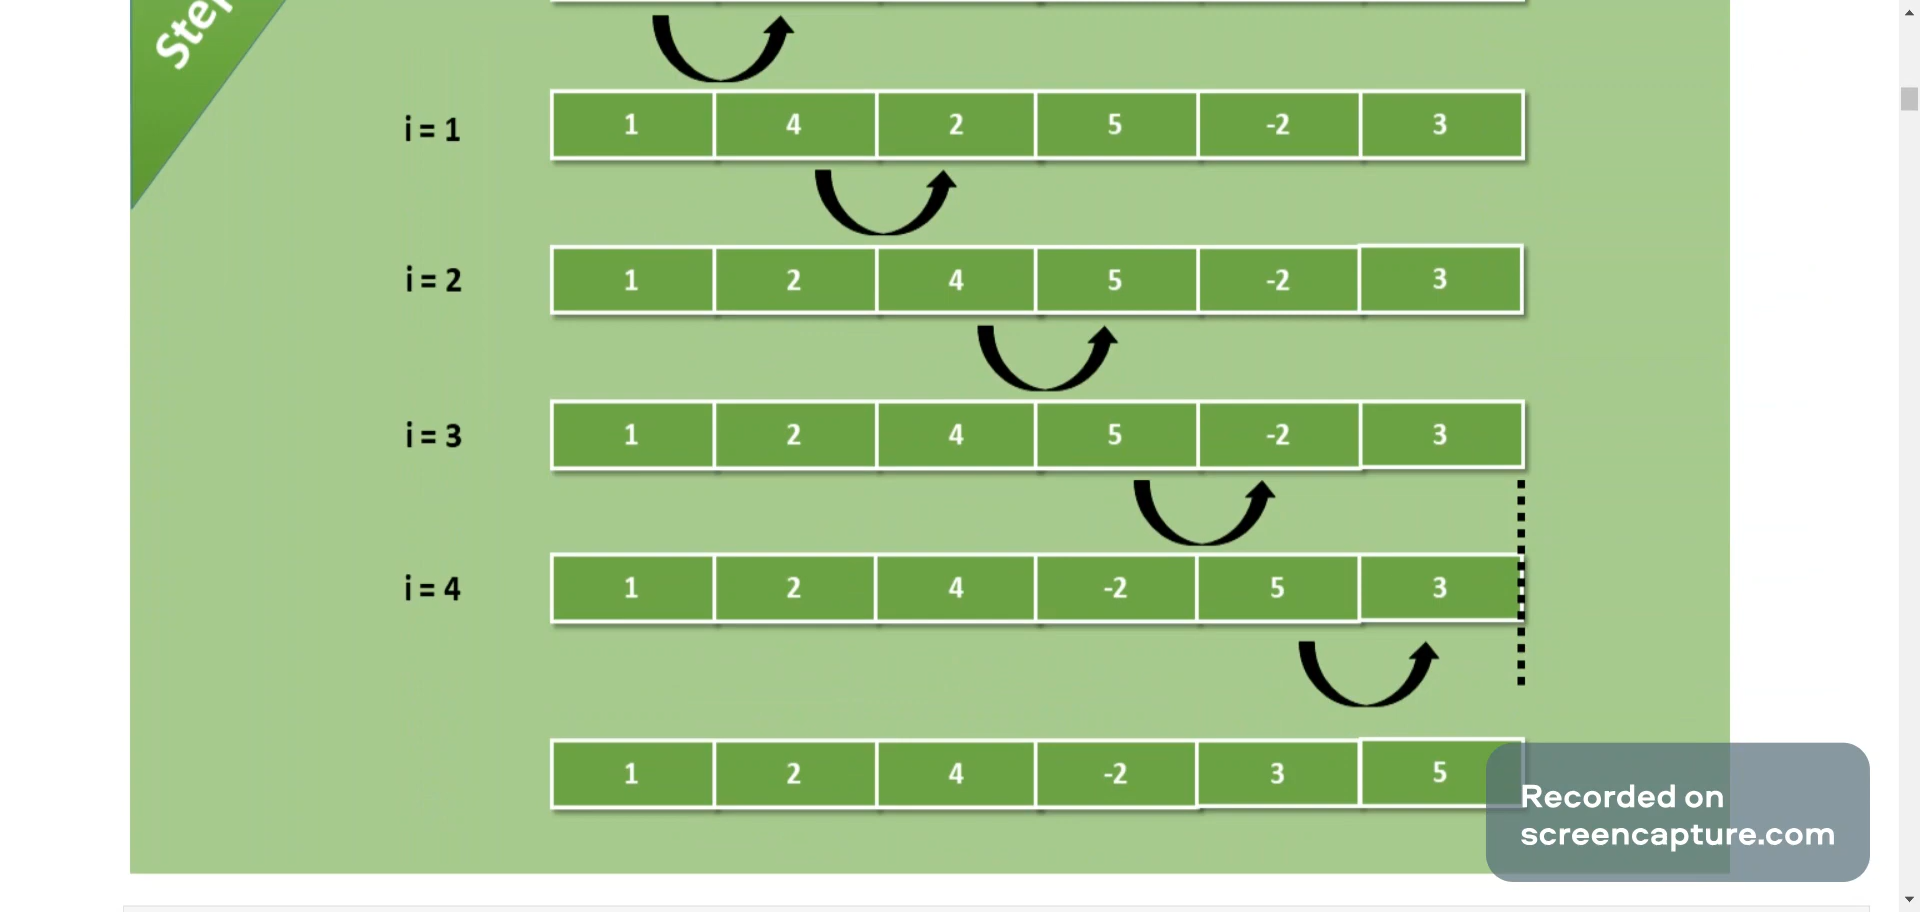 Step
i = 1 1 4 2 5 -2 3
i = 2 1 2 4 5 -2 3
i = 3 1 2 4 5 -2 3
i = 4 1 2 4 -2 5 3
1 2 4 -2 3 5
Recorded on
screencapture.com